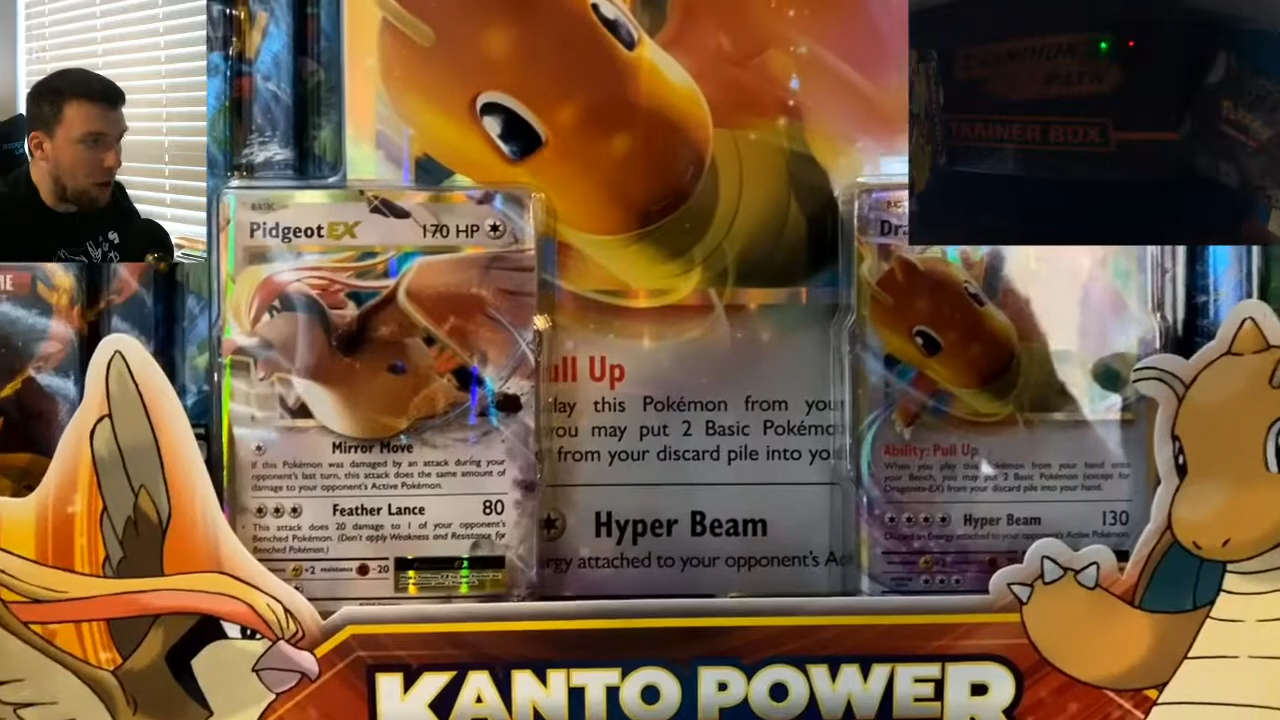 CHAMPION'S
PATH
TRAINER BOX
BASIC
Pidgeot EX 170 HP
Mirror Move
If this Pokémon was damaged by an attack during your
opponent's last turn, this attack does the same amount of
damage to your opponent's Active Pokémon.
Feather Lance 80
This attack does 20 damage to 1 of your opponent's
Benched Pokémon. (Don't apply Weakness and Resistance for
Benched Pokémon.)
×2 resistance -20
ull Up
play this Pokémon from you
you may put 2 Basic Pokémo
from your discard pile into yo
Hyper Beam
rgy attached to your opponent's Ac
Dra
Ability: Pull Up
When you play this Pokémon from your hand onto
your Bench, you may put 2 Basic Pokémon (except for
Dragonite-EX) from your discard pile into your hand.
Hyper Beam 130
Discard an Energy attached to your opponent's Active Pokémon.
KANTO POWER